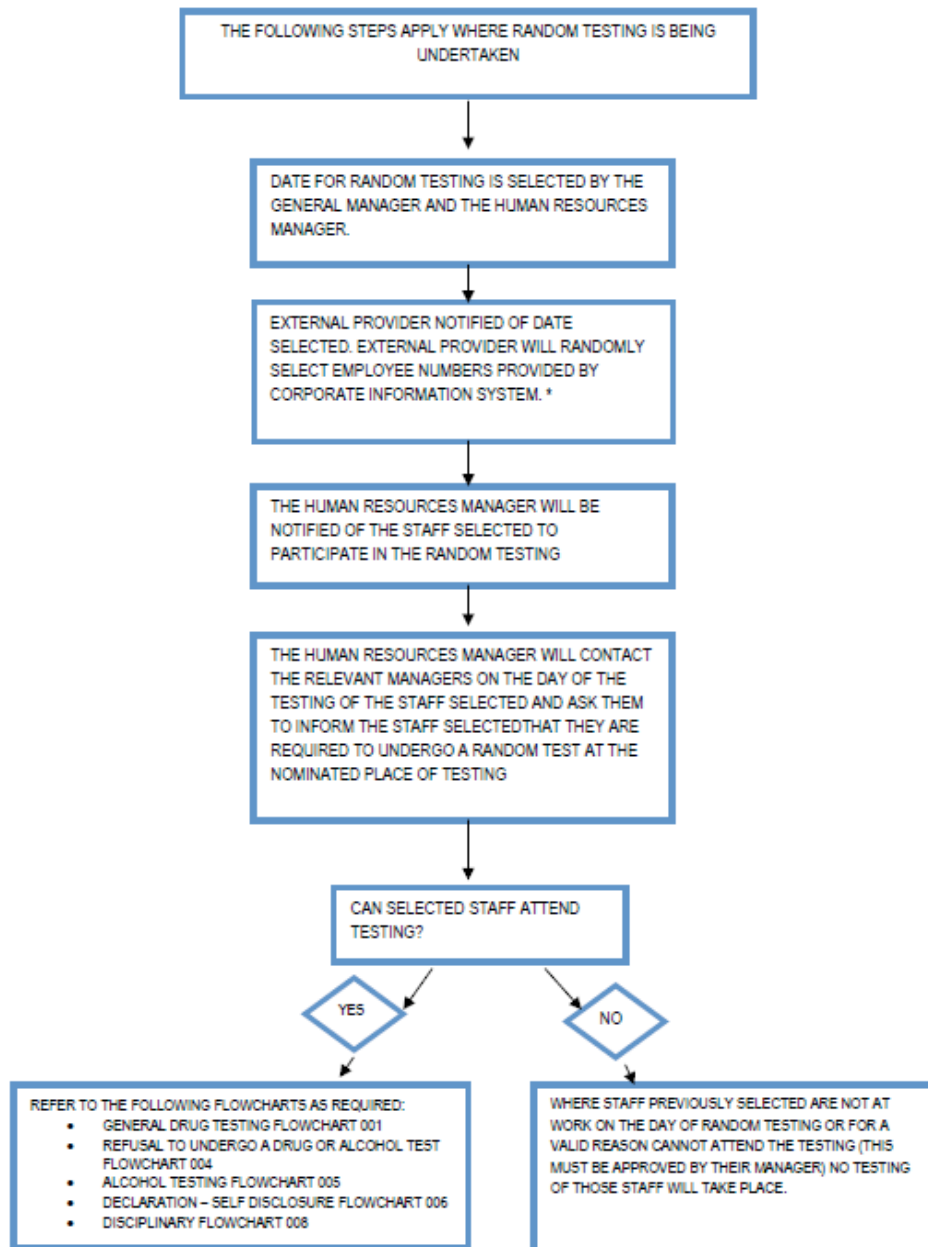 THE FOLLOWING STEPS APPLY WHERE RANDOM TESTING IS BEING
UNDERTAKEN
DATE FOR RANDOM TESTING IS SELECTED BY THE
GENERAL MANAGER AND THE HUMAN RESOURCES
MANAGER.
EXTERNAL PROVIDER NOTIFIED OF DATE
SELECTED. EXTERNAL PROVIDER WILL RANDOMLY
SELECT EMPLOYEE NUMBERS PROVIDED BY
CORPORATE INFORMATION SYSTEM. *
THE HUMAN RESOURCES MANAGER WILL BE
NOTIFIED OF THE STAFF SELECTED TO
PARTICIPATE IN THE RANDOM TESTING
THE HUMAN RESOURCES MANAGER WILL CONTACT
THE RELEVANT MANAGERS ON THE DAY OF THE
TESTING OF THE STAFF SELECTED AND ASK THEM
TO INFORM THE STAFF SELECTEDTHAT THEY ARE
REQUIRED TO UNDERGO A RANDOM TEST AT THE
NOMINATED PLACE OF TESTING
CAN SELECTED STAFF ATTEND
TESTING?
YES
NO
REFER TO THE FOLLOWING FLOWCHARTS AS REQUIRED:
• GENERAL DRUG TESTING FLOWCHART 001
• REFUSAL TO UNDERGO A DRUG OR ALCOHOL TEST
FLOWCHART 004
• ALCOHOL TESTING FLOWCHART 005
• DECLARATION – SELF DISCLOSURE FLOWCHART 006
• DISCIPLINARY FLOWCHART 008
WHERE STAFF PREVIOUSLY SELECTED ARE NOT AT
WORK ON THE DAY OF RANDOM TESTING OR FOR A
VALID REASON CANNOT ATTEND THE TESTING (THIS
MUST BE APPROVED BY THEIR MANAGER) NO TESTING
OF THOSE STAFF WILL TAKE PLACE.